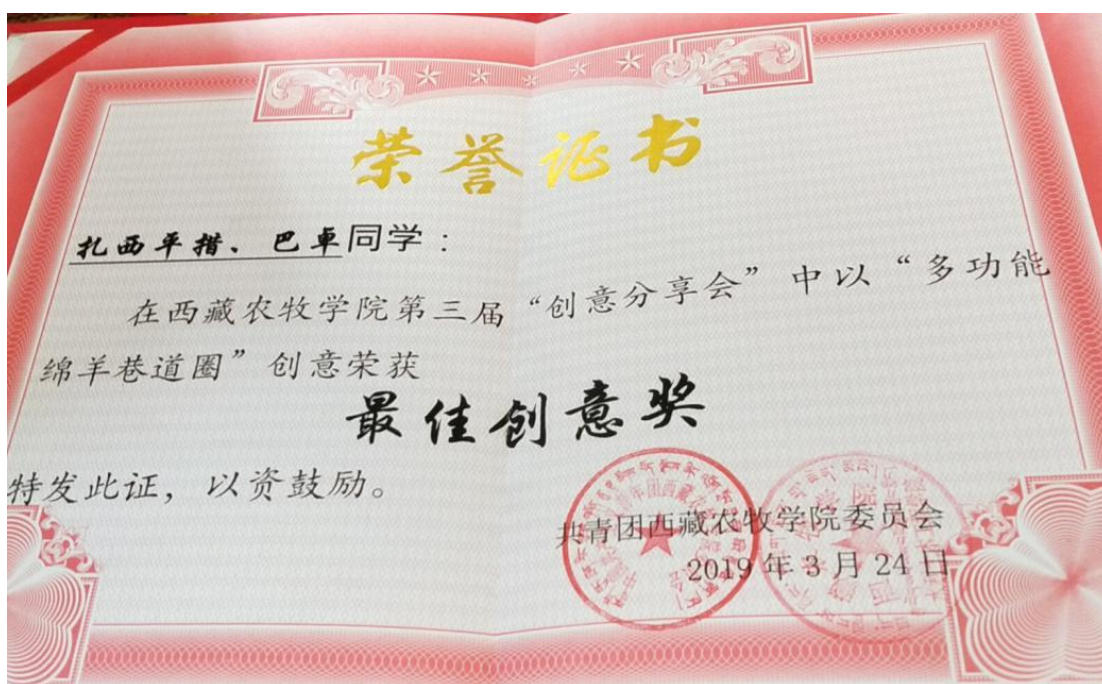 荣誉证书
扎西平措、巴卓同学：
在西藏农牧学院第三届“创意分享会”中以“多功能
绵羊巷道圈”创意荣获
最佳创意奖
特发此证，以资鼓励。
共青团西藏农牧学院委员会
2019年3月24日